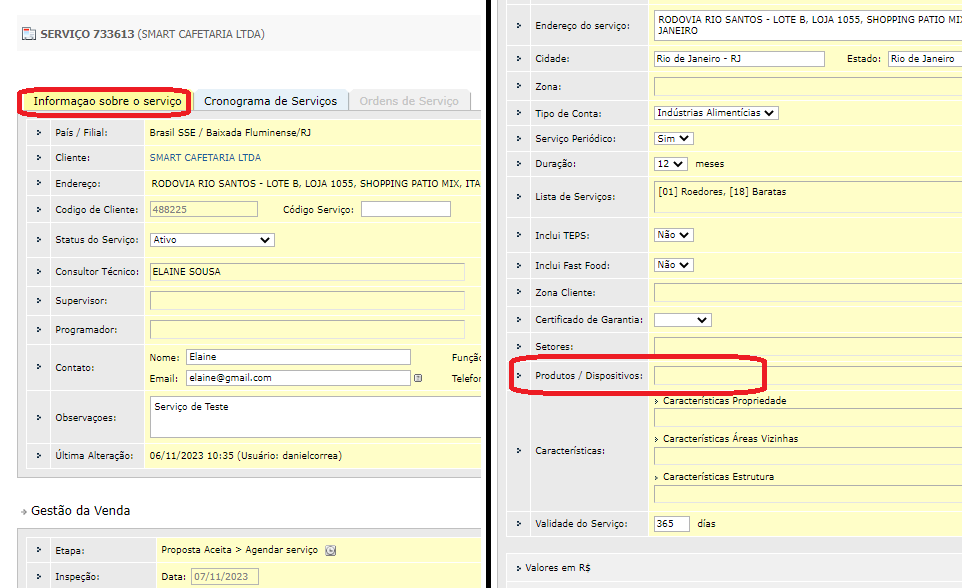 SERVIÇO 733613 (SMART CAFETARIA LTDA)
Informaçao sobre o serviço
Cronograma de Serviços
Ordens de Serviço
País / Filial: Brasil SSE / Baixada Fluminense/RJ
Cliente: SMART CAFETARIA LTDA
Endereço: RODOVIA RIO SANTOS - LOTE B, LOJA 1055, SHOPPING PATIO MIX, ITA
Codigo de Cliente: 488225 Código Serviço:
Status do Serviço: Ativo
Consultor Técnico: ELAINE SOUSA
Supervisor:
Programador:
Contato:
Nome: Elaine Funçã
Email: elaine@gmail.com Telefor
Observaçoes: Serviço de Teste
Última Alteração: 06/11/2023 10:35 (Usuário: danielcorrea)
Gestão da Venda
Etapa: Proposta Aceita > Agendar serviço
Inspeção: Data: 07/11/2023
Endereço do serviço: RODOVIA RIO SANTOS - LOTE B, LOJA 1055, SHOPPING PATIO MIX
JANEIRO
Cidade: Rio de Janeiro - RJ Estado: Rio de Janeiro
Zona:
Tipo de Conta: Indústrias Alimentícias
Serviço Periódico: Sim
Duração: 12 meses
Lista de Serviços: [01] Roedores, [18] Baratas
Inclui TEPS: Não
Inclui Fast Food: Não
Zona Cliente:
Certificado de Garantia:
Setores:
Produtos / Dispositivos:
Características:
Características Propriedade
Características Áreas Vizinhas
Características Estrutura
Validade do Serviço: 365 días
Valores em R$